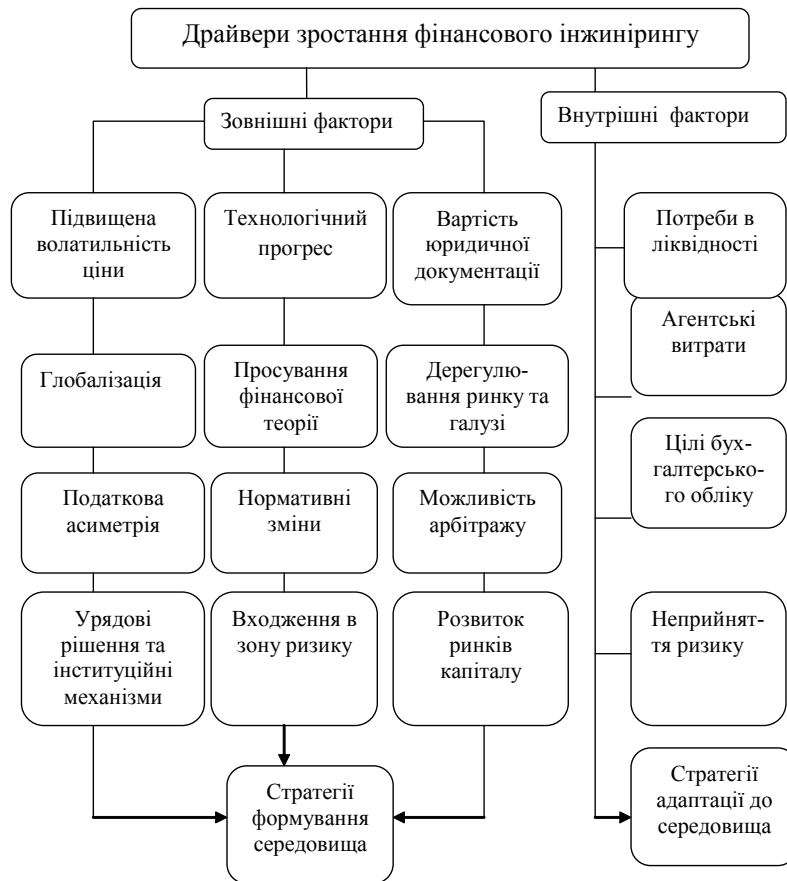 Драйвери зростання фінансового інжинірингу
Зовнішні фактори
Внутрішні фактори
Підвищена
волатильність
ціни
Технологічний
прогрес
Вартість
юридичної
документації
Потреби в
ліквідності
Агентські
витрати
Глобалізація
Просування
фінансової
теорії
Дерегулю-
вання ринку та
галузі
Цілі бух-
галтерсько-
го обліку
Податкова
асиметрія
Нормативні
зміни
Можливість
арбітражу
Урядові
рішення та
інституційні
механізми
Входження в
зону ризику
Розвиток
ринків
капіталу
Неприйнят-
тя ризику
Стратегії
формування
середовища
Стратегії
адаптації до
середовища